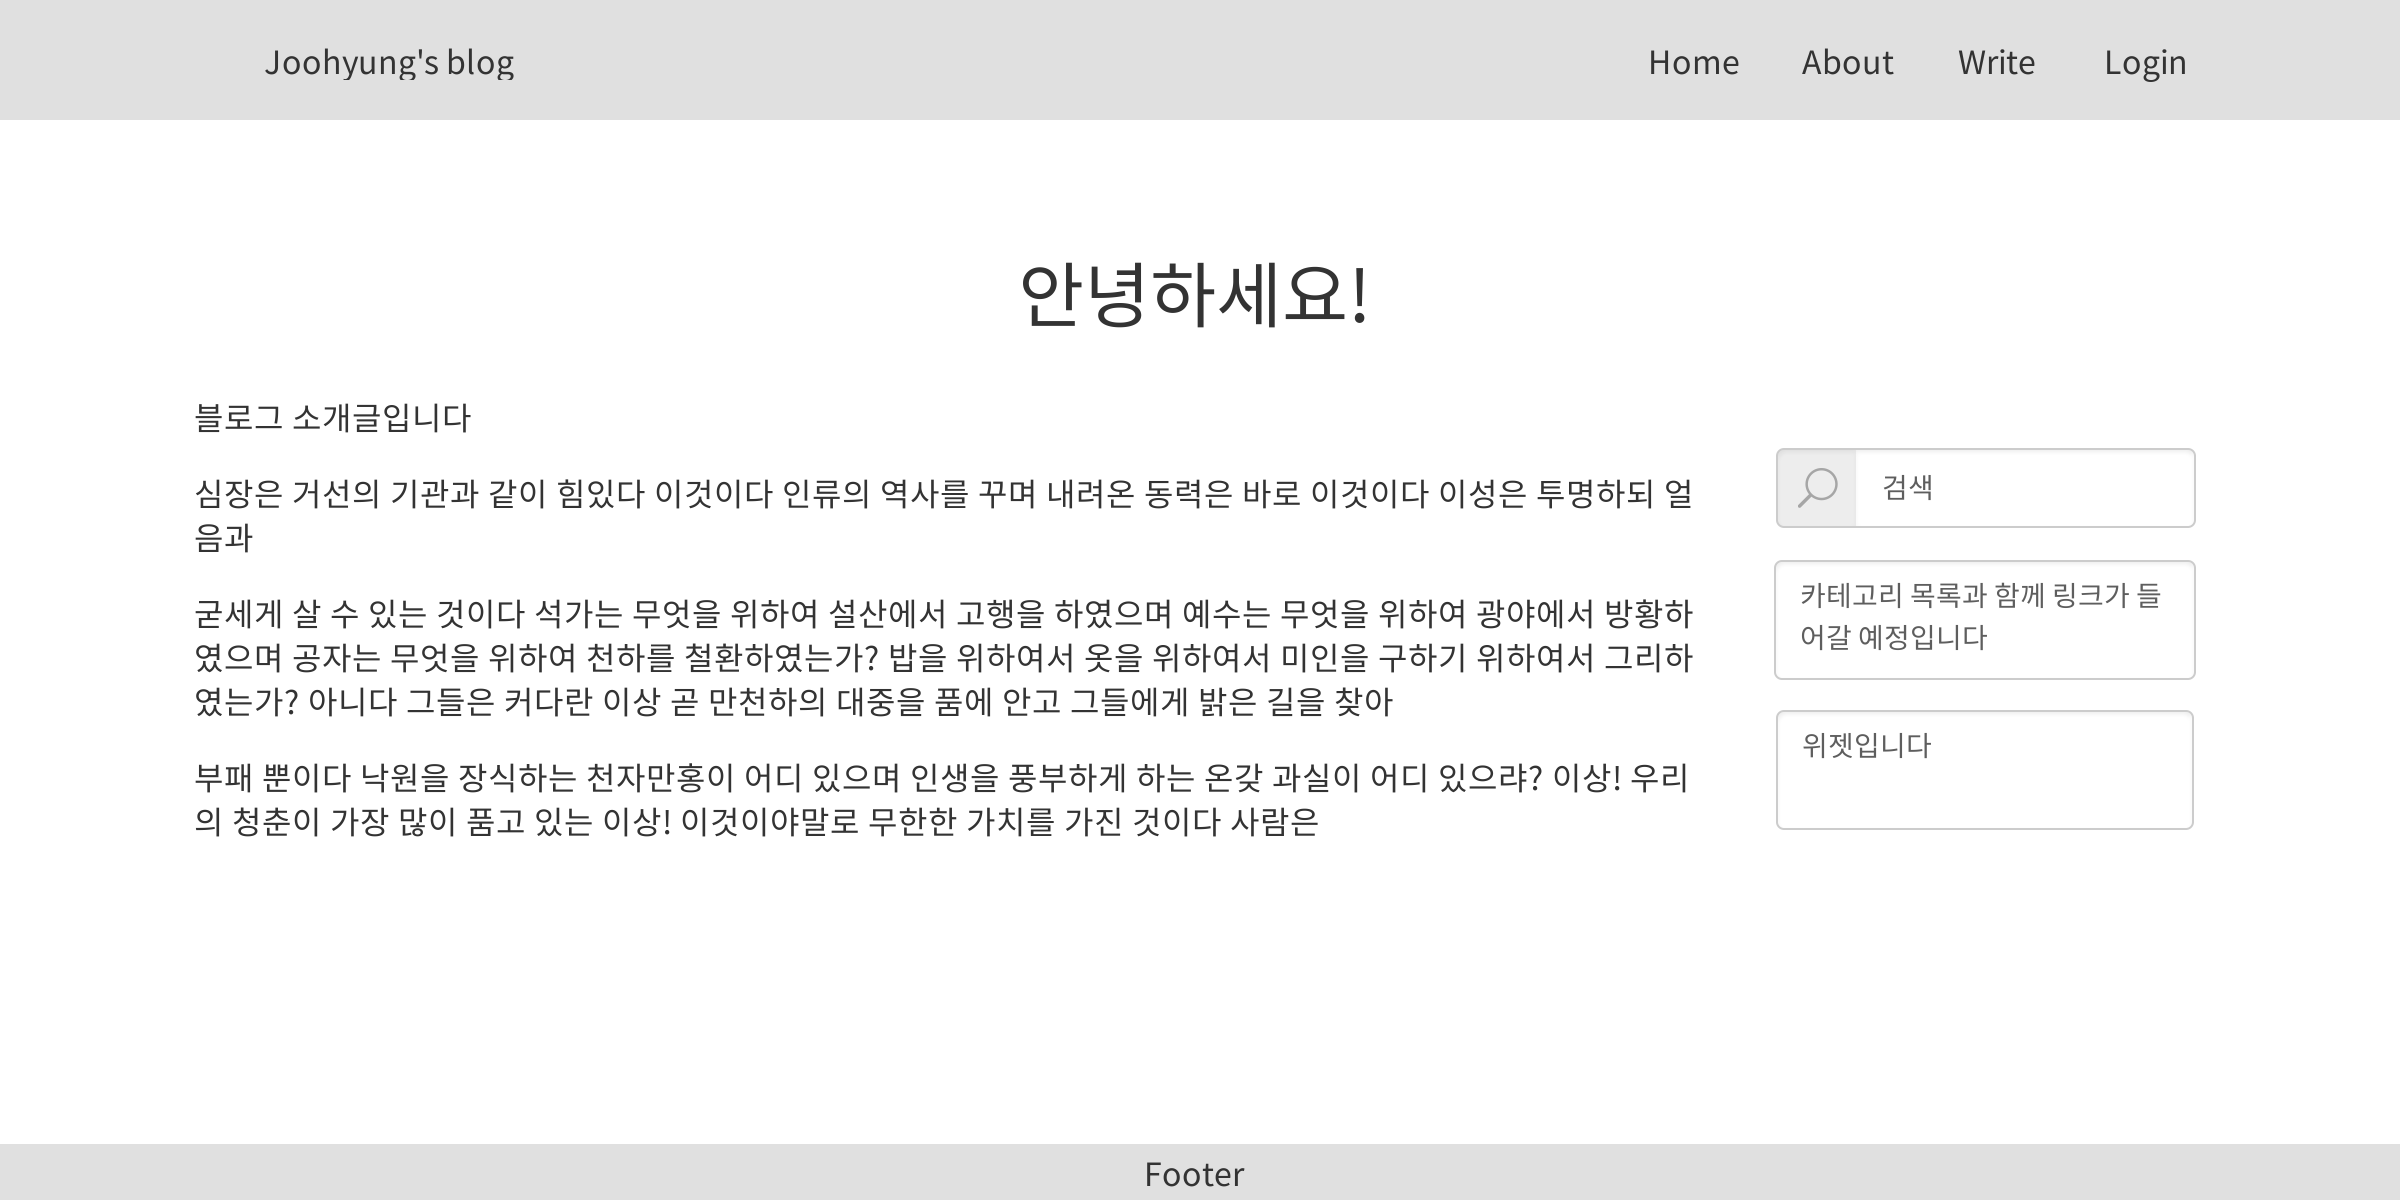 Joohyung's blog
Home About Write Login
안녕하세요!
블로그 소개글입니다
심장은 거선의 기관과 같이 힘있다 이것이다 인류의 역사를 꾸며 내려온 동력은 바로 이것이다 이성은 투명하되 얼
음과
굳세게 살 수 있는 것이다 석가는 무엇을 위하여 설산에서 고행을 하였으며 예수는 무엇을 위하여 광야에서 방황하
였으며 공자는 무엇을 위하여 천하를 철환하였는가? 밥을 위하여서 옷을 위하여서 미인을 구하기 위하여서 그리하
였는가? 아니다 그들은 커다란 이상 곧 만천하의 대중을 품에 안고 그들에게 밝은 길을 찾아
부패 뿐이다 낙원을 장식하는 천자만홍이 어디 있으며 인생을 풍부하게 하는 온갖 과실이 어디 있으랴? 이상! 우리
의 청춘이 가장 많이 품고 있는 이상! 이것이야말로 무한한 가치를 가진 것이다 사람은
검색
카테고리 목록과 함께 링크가 들
어갈 예정입니다
위젯입니다
Footer